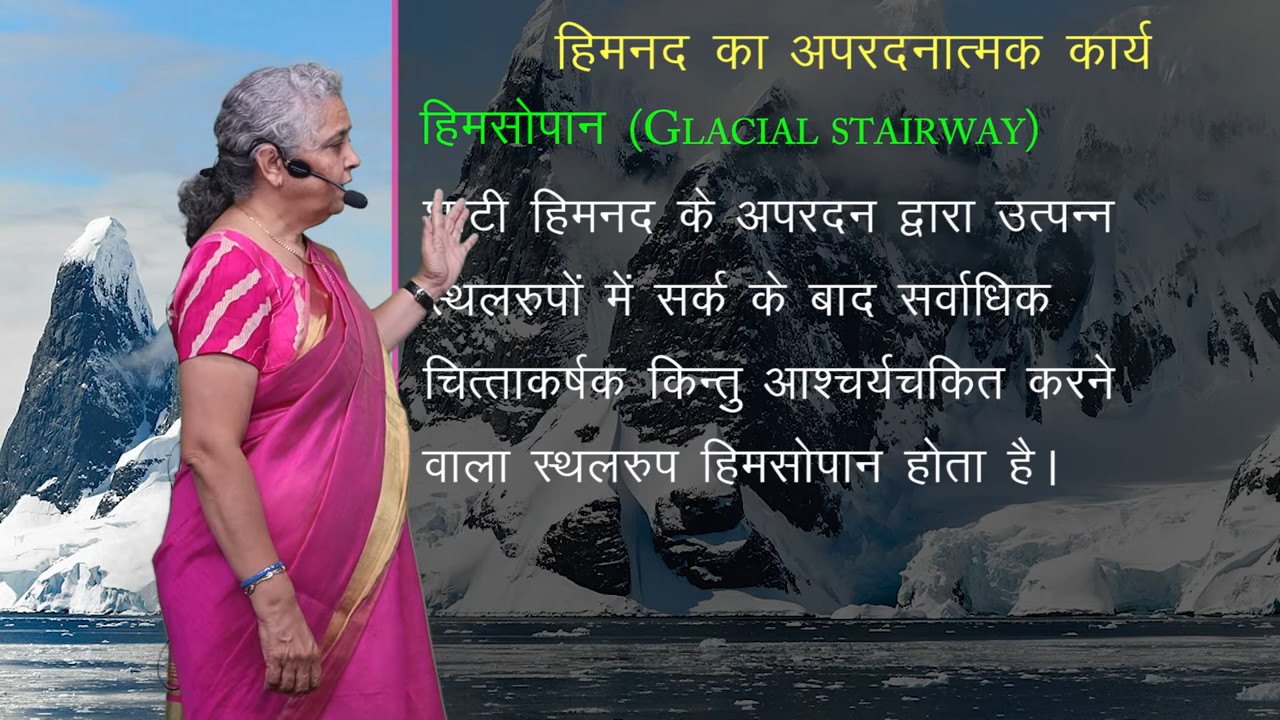 हिमनद का अपरदनात्मक कार्य
हिमसोपान (GLACIAL STAIRWAY)
हिमनद के अपरदन द्वारा उत्पन्न
स्थलरुपों में सर्क के बाद सर्वाधिक
चित्ताकर्षक किन्तु आश्चर्यचकित करने
वाला स्थलरुप हिमसोपान होता है।